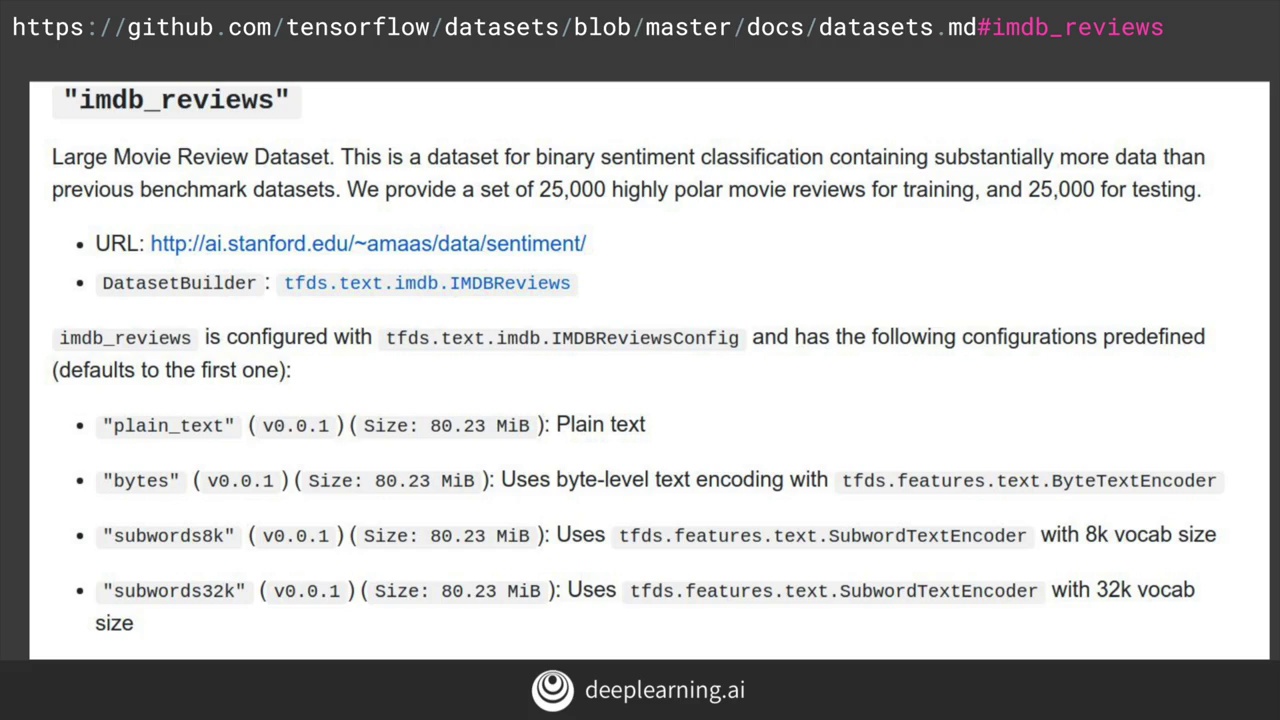 https://github.com/tensorflow/datasets/blob/master/docs/datasets.md#imdb_reviews
"imdb_reviews"
Large Movie Review Dataset. This is a dataset for binary sentiment classification containing substantially more data than
previous benchmark datasets. We provide a set of 25,000 highly polar movie reviews for training, and 25,000 for testing.
• URL: http://ai.stanford.edu/~amaas/data/sentiment/
• DatasetBuilder : tfds.text.imdb.IMDBReviews
imdb_reviews is configured with tfds.text.imdb.IMDBReviewsConfig and has the following configurations predefined
(defaults to the first one):
• "plain_text" ( v0.0.1 ) ( Size: 80.23 MiB ): Plain text
• "bytes" ( v0.0.1 ) ( Size: 80.23 MiB ): Uses byte-level text encoding with tfds.features.text.ByteTextEncoder
• "subwords8k" ( v0.0.1 ) ( Size: 80.23 MiB ): Uses tfds.features.text.SubwordTextEncoder with 8k vocab size
• "subwords32k" ( v0.0.1 ) ( Size: 80.23 MiB ): Uses tfds.features.text.SubwordTextEncoder with 32k vocab
size
deeplearning.ai